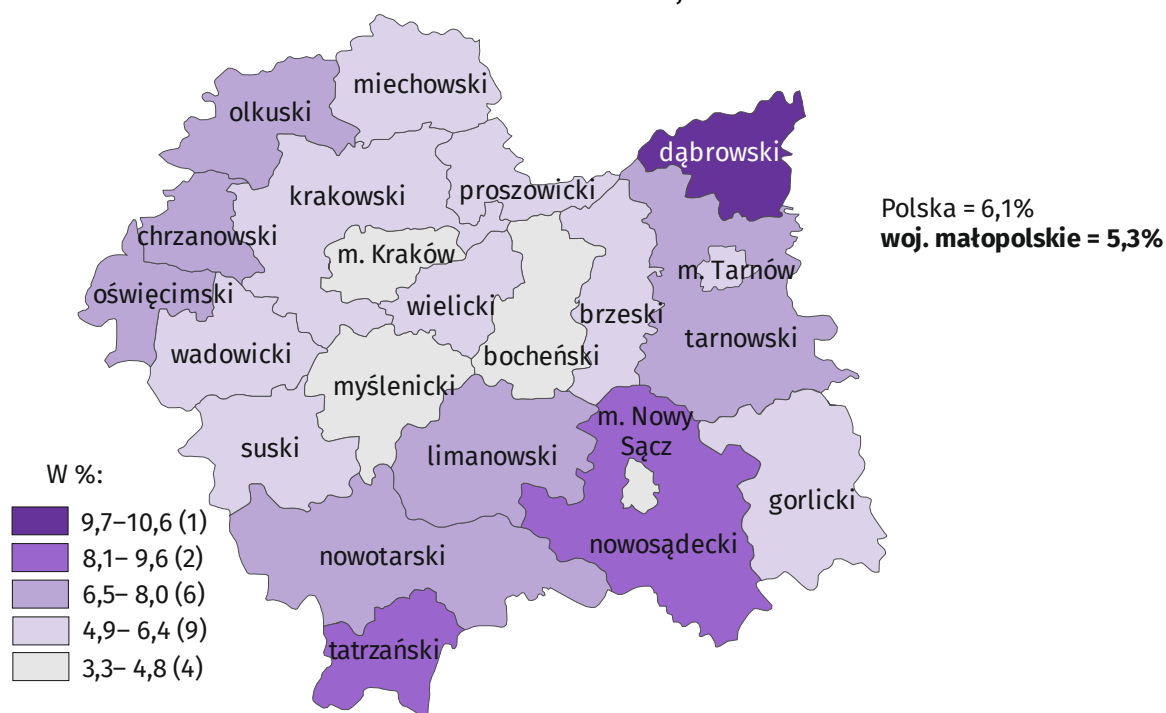 miechowski
olkuski
dąbrowski
krakowski
proszowicki
Polska = 6,1%
woj. małopolskie = 5,3%
chrzanowski
m. Kraków
m. Tarnów
oświęcimski
wielicki
brzeski
tarnowski
wadowicki
bocheński
myślenicki
m. Nowy
Sącz
suski
limanowski
gorlicki
nowosądecki
nowotarski
tatrzański
W %:
9,7–10,6 (1)
8,1– 9,6 (2)
6,5– 8,0 (6)
4,9– 6,4 (9)
3,3– 4,8 (4)